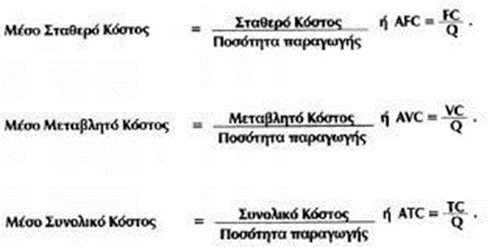 Μέσο Σταθερό Κόστος = Σταθερό Κόστος / Ποσότητα παραγωγής ή AFC = FC / Q .
Μέσο Μεταβλητό Κόστος = Μεταβλητό Κόστος / Ποσότητα παραγωγής ή AVC = VC / Q .
Μέσο Συνολικό Κόστος = Συνολικό Κόστος / Ποσότητα παραγωγής ή ATC = TC / Q .